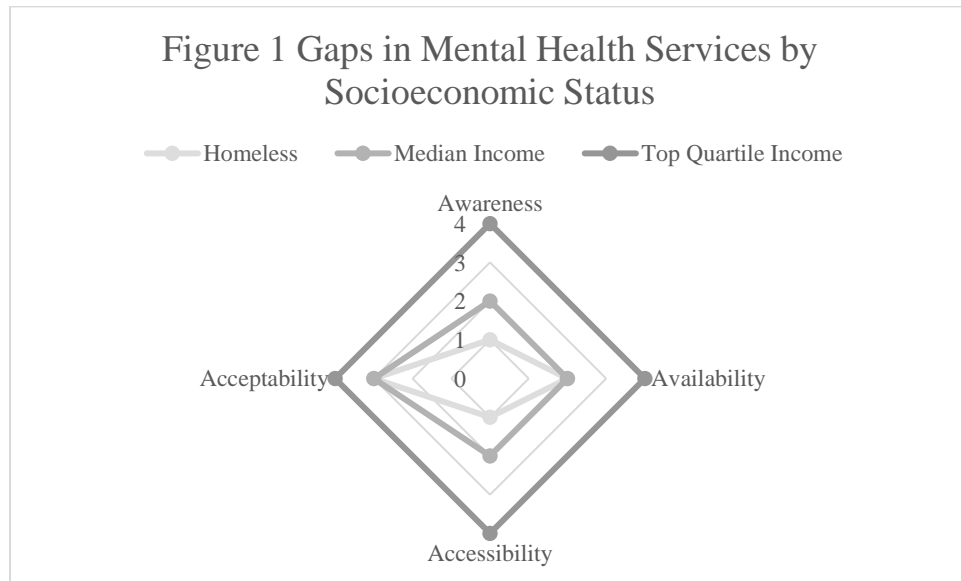 Figure 1 Gaps in Mental Health Services by
Socioeconomic Status
Homeless Median Income Top Quartile Income
Awareness
4
3
2
1
Acceptability 0 Availability
Accessibility